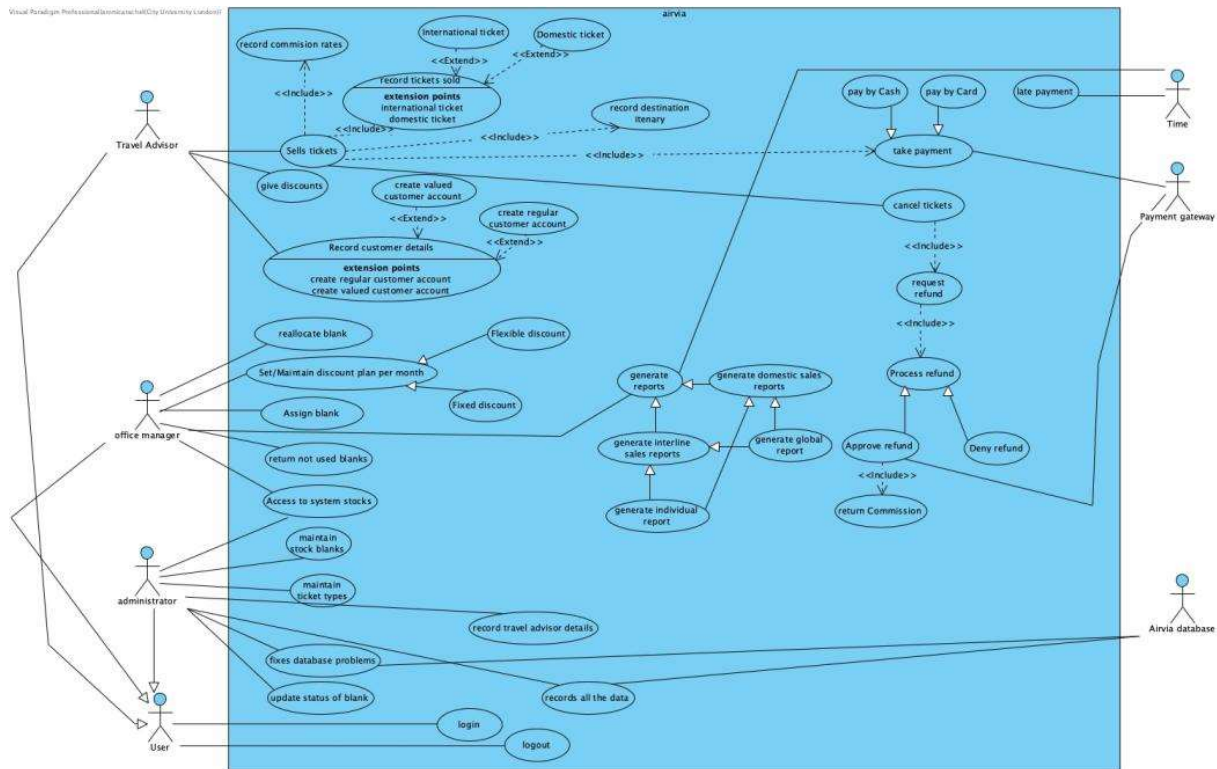 Visual Paradigm Professional(ammicanschel(City University London))
airvia
International ticket
Domestic ticket
record commision rates
<<Extend>>
<<Extend>>
record tickets sold
extension points
international ticket
domestic ticket
<<Include>>
pay by Cash
pay by Card
late payment
Time
record destination
itenary
<<Include>>
<<Include>>
Travel Advisor
Sells tickets
<<Include>>
take payment
give discounts
create valued
customer account
<<Extend>>
create regular
customer account
<<Extend>>
Record customer details
extension points
create regular customer account
create valued customer account
cancel tickets
Payment gateway
<<Include>>
request
refund
<<Include>>
reallocate blank
Flexible discount
Set/Maintain discount plan per month
Fixed discount
Assign blank
office manager
return not used blanks
Access to system stocks
generate
reports
generate domestic sales
reports
generate interline
sales reports
generate global
report
generate individual
report
Process refund
Approve refund
Deny refund
<<Include>>
return Commission
maintain
stock blanks
administrator
maintain
ticket types
record travel advisor details
Airvia database
fixes database problems
update status of blank
records all the data
User
login
logout